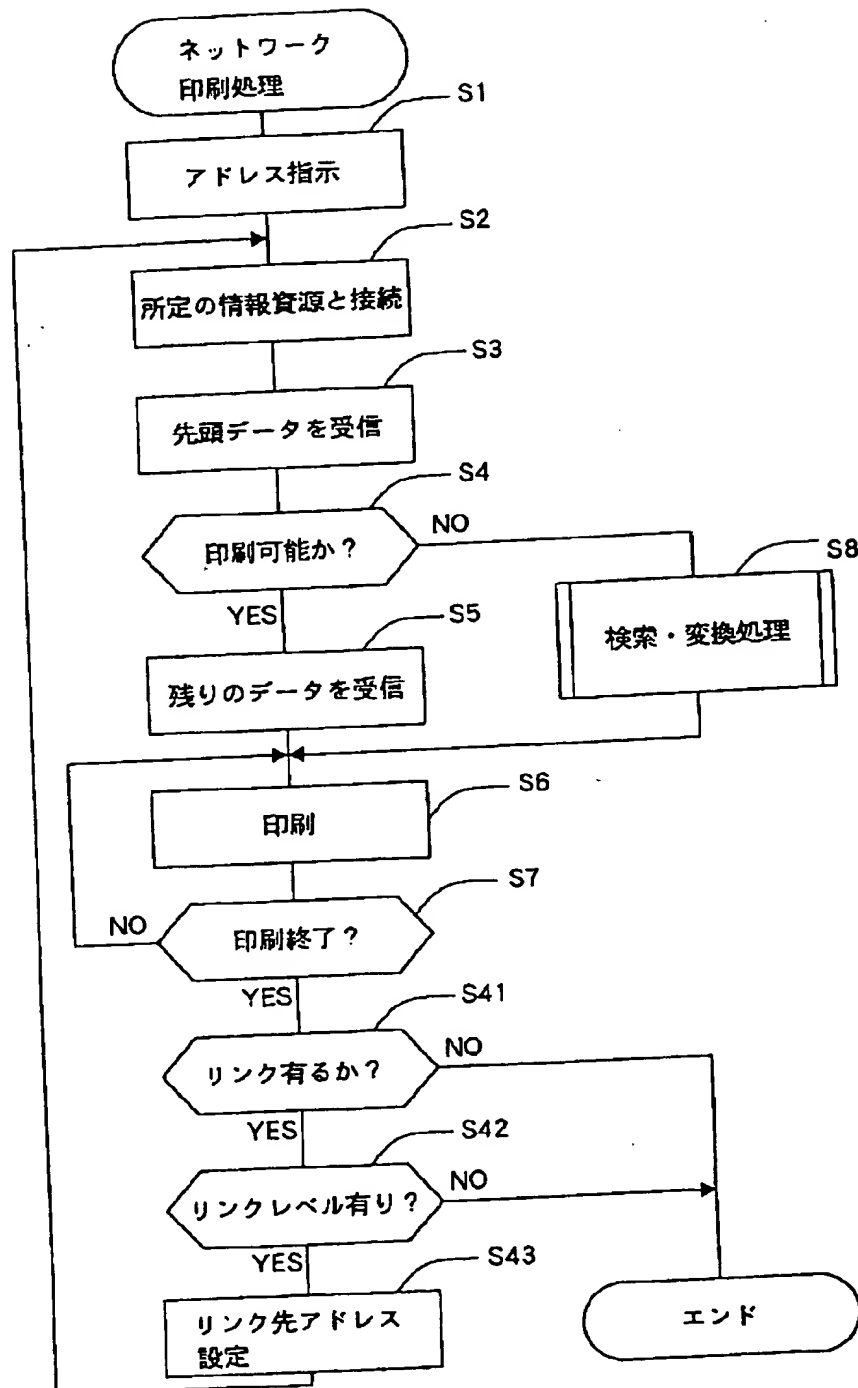 ネットワーク
印刷処理
S1
アドレス指示
S2
所定の情報資源と接続
S3
先頭データを受信
S4
印刷可能か？
NO
YES
S8
検索・変換処理
S5
残りのデータを受信
S6
印刷
S7
印刷終了？
NO
YES
S41
リンク有るか？
NO
YES
S42
リンクレベル有り？
NO
YES
S43
リンク先アドレス
設定
エンド